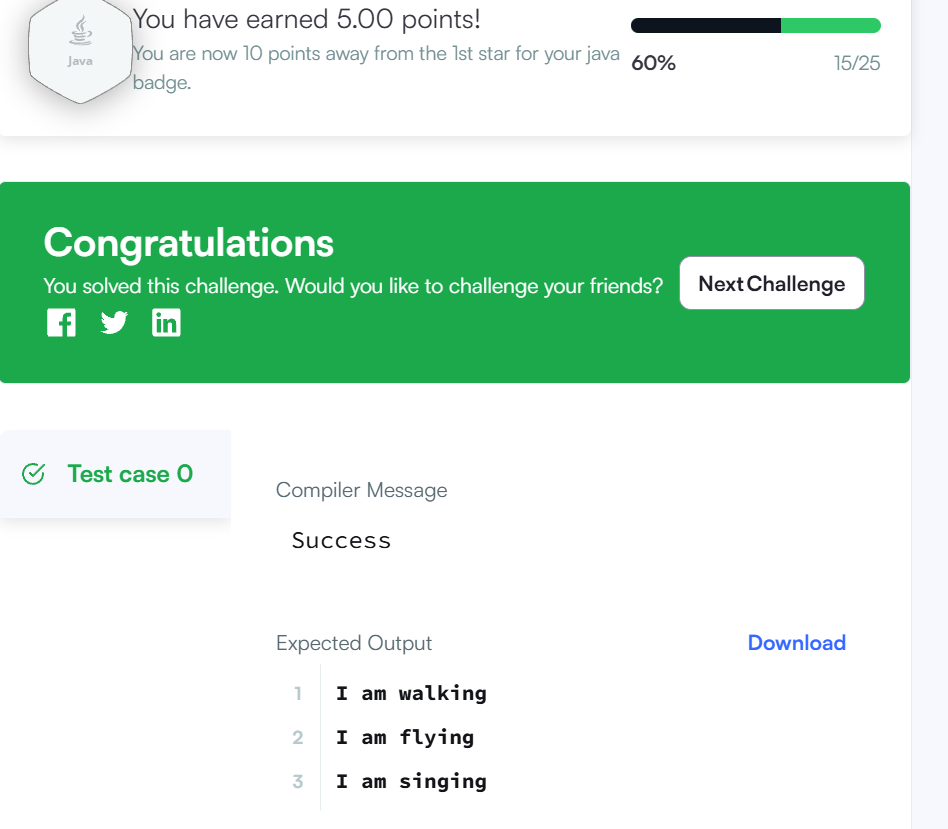 You have earned 5.00 points!
Java
You are now 10 points away from the 1st star for your java
badge.
60%
15/25
Congratulations
You solved this challenge. Would you like to challenge your friends?
Next Challenge
Test case 0
Compiler Message
Success
Expected Output
Download
1 I am walking
2 I am flying
3 I am singing